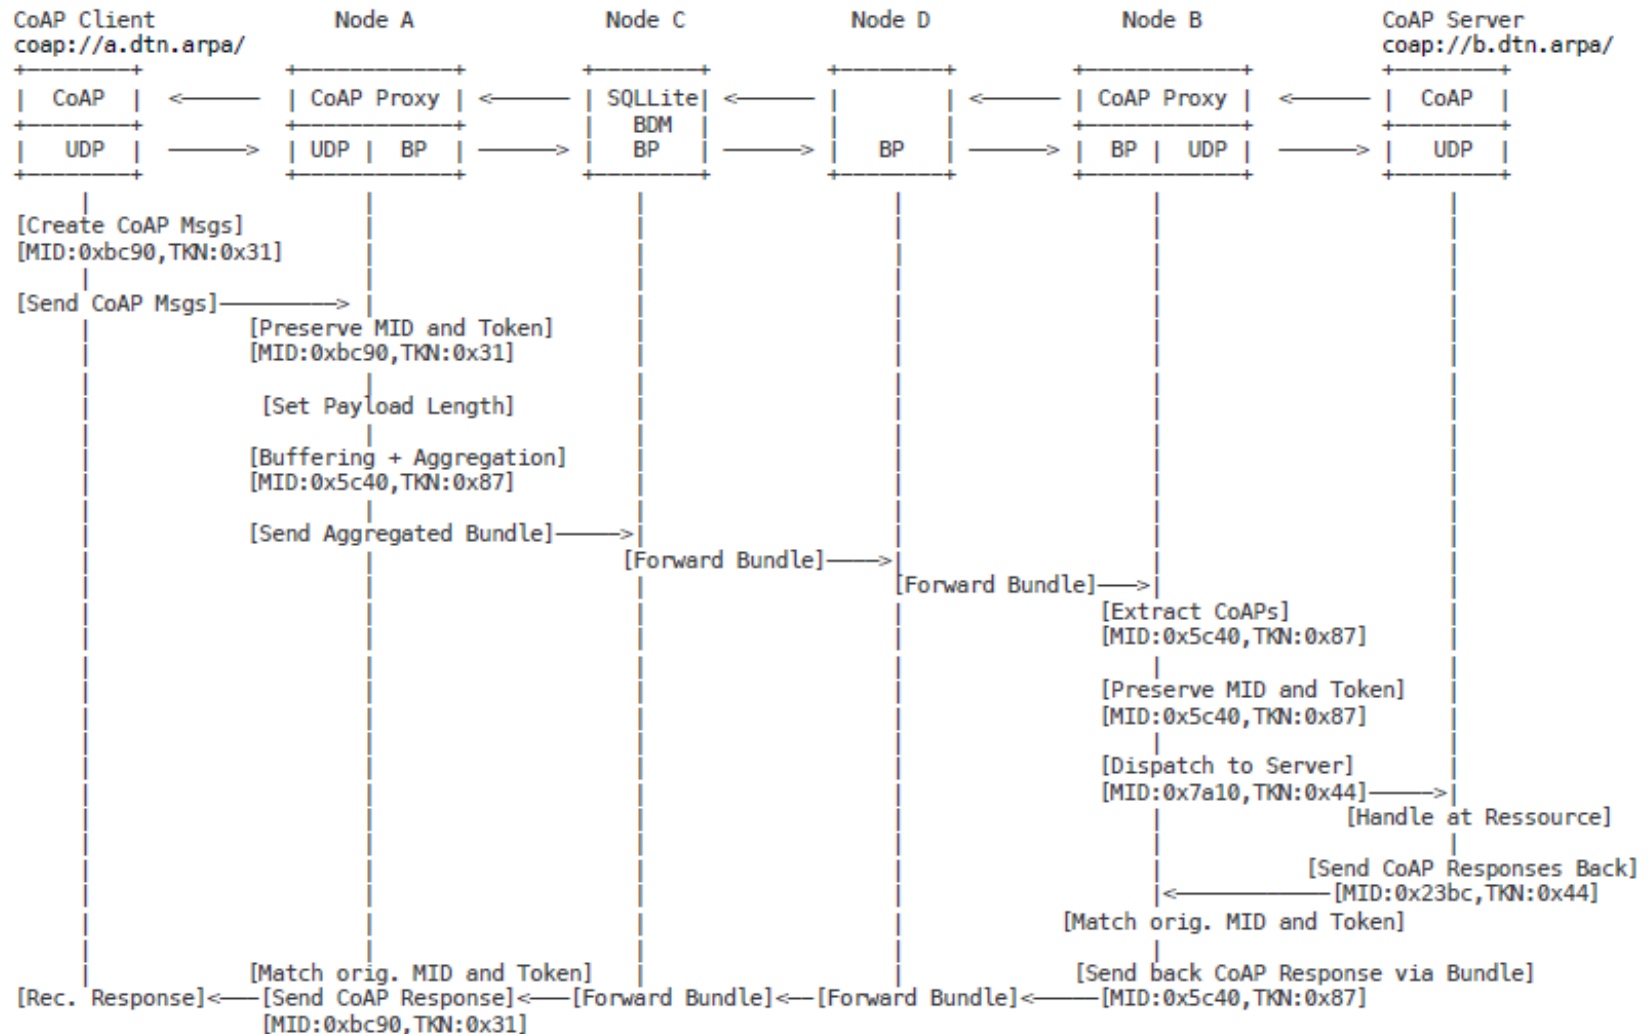 CoAP Client Node A Node C Node D Node B CoAP Server
coap://a.dtn.arpa/ coap://b.dtn.arpa/
CoAP CoAP Proxy SQLLite CoAP Proxy CoAP
BDM
UDP UDP | BP BP BP BP | UDP UDP
[Create CoAP Msgs]
[MID:0xbc90,TKN:0x31]
[Send CoAP Msgs]
[Preserve MID and Token]
[MID:0xbc90,TKN:0x31]
[Set Payload Length]
[Buffering + Aggregation]
[MID:0x5c40,TKN:0x87]
[Send Aggregated Bundle]
[Forward Bundle]
[Forward Bundle]
[Extract CoAPs]
[MID:0x5c40,TKN:0x87]
[Preserve MID and Token]
[MID:0x5c40,TKN:0x87]
[Dispatch to Server]
[MID:0x7a10,TKN:0x44]
[Handle at Ressource]
[Send CoAP Responses Back]
[MID:0x23bc,TKN:0x44]
[Match orig. MID and Token]
[Match orig. MID and Token] [Send back CoAP Response via Bundle]
[Rec. Response] [Send CoAP Response] [Forward Bundle] [Forward Bundle] [MID:0x5c40,TKN:0x87]
[MID:0xbc90,TKN:0x31]